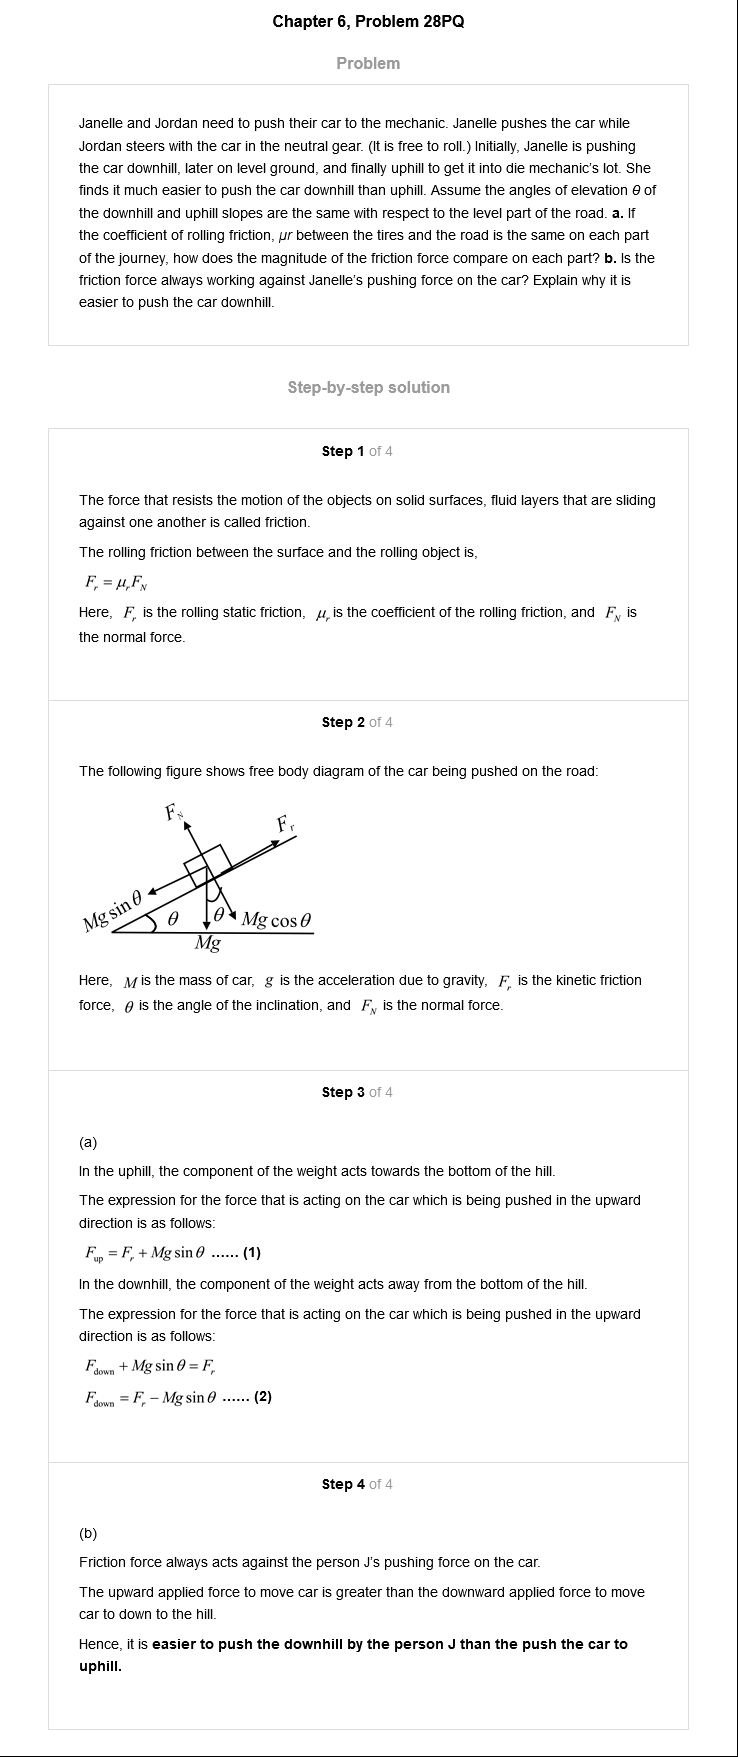 Chapter 6, Problem 28PQ
Problem
Janelle and Jordan need to push their car to the mechanic. Janelle pushes the car while
Jordan steers with the car in the neutral gear. (It is free to roll.) Initially, Janelle is pushing
the car downhill, later on level ground, and finally uphill to get it into die mechanic's lot. She
finds it much easier to push the car downhill than uphill. Assume the angles of elevation θ of
the downhill and uphill slopes are the same with respect to the level part of the road. a. If
the coefficient of rolling friction, μr between the tires and the road is the same on each part
of the journey, how does the magnitude of the friction force compare on each part? b. Is the
friction force always working against Janelle's pushing force on the car? Explain why it is
easier to push the car downhill.
Step-by-step solution
Step 1 of 4
The force that resists the motion of the objects on solid surfaces, fluid layers that are sliding
against one another is called friction.
The rolling friction between the surface and the rolling object is,
F_r = μ_r F_N
Here, F_r is the rolling static friction, μ_r is the coefficient of the rolling friction, and F_N is
the normal force.
Step 2 of 4
The following figure shows free body diagram of the car being pushed on the road:
F_N
F_r
Mg sin θ
θ
θ
Mg cos θ
Mg
Here, M is the mass of car, g is the acceleration due to gravity, F_r is the kinetic friction
force, θ is the angle of the inclination, and F_N is the normal force.
Step 3 of 4
(a)
In the uphill, the component of the weight acts towards the bottom of the hill.
The expression for the force that is acting on the car which is being pushed in the upward
direction is as follows:
F_up = F_r + Mg sin θ ...... (1)
In the downhill, the component of the weight acts away from the bottom of the hill.
The expression for the force that is acting on the car which is being pushed in the upward
direction is as follows:
F_down + Mg sin θ = F_r
F_down = F_r − Mg sin θ ...... (2)
Step 4 of 4
(b)
Friction force always acts against the person J's pushing force on the car.
The upward applied force to move car is greater than the downward applied force to move
car to down to the hill.
Hence, it is easier to push the downhill by the person J than the push the car to
uphill.